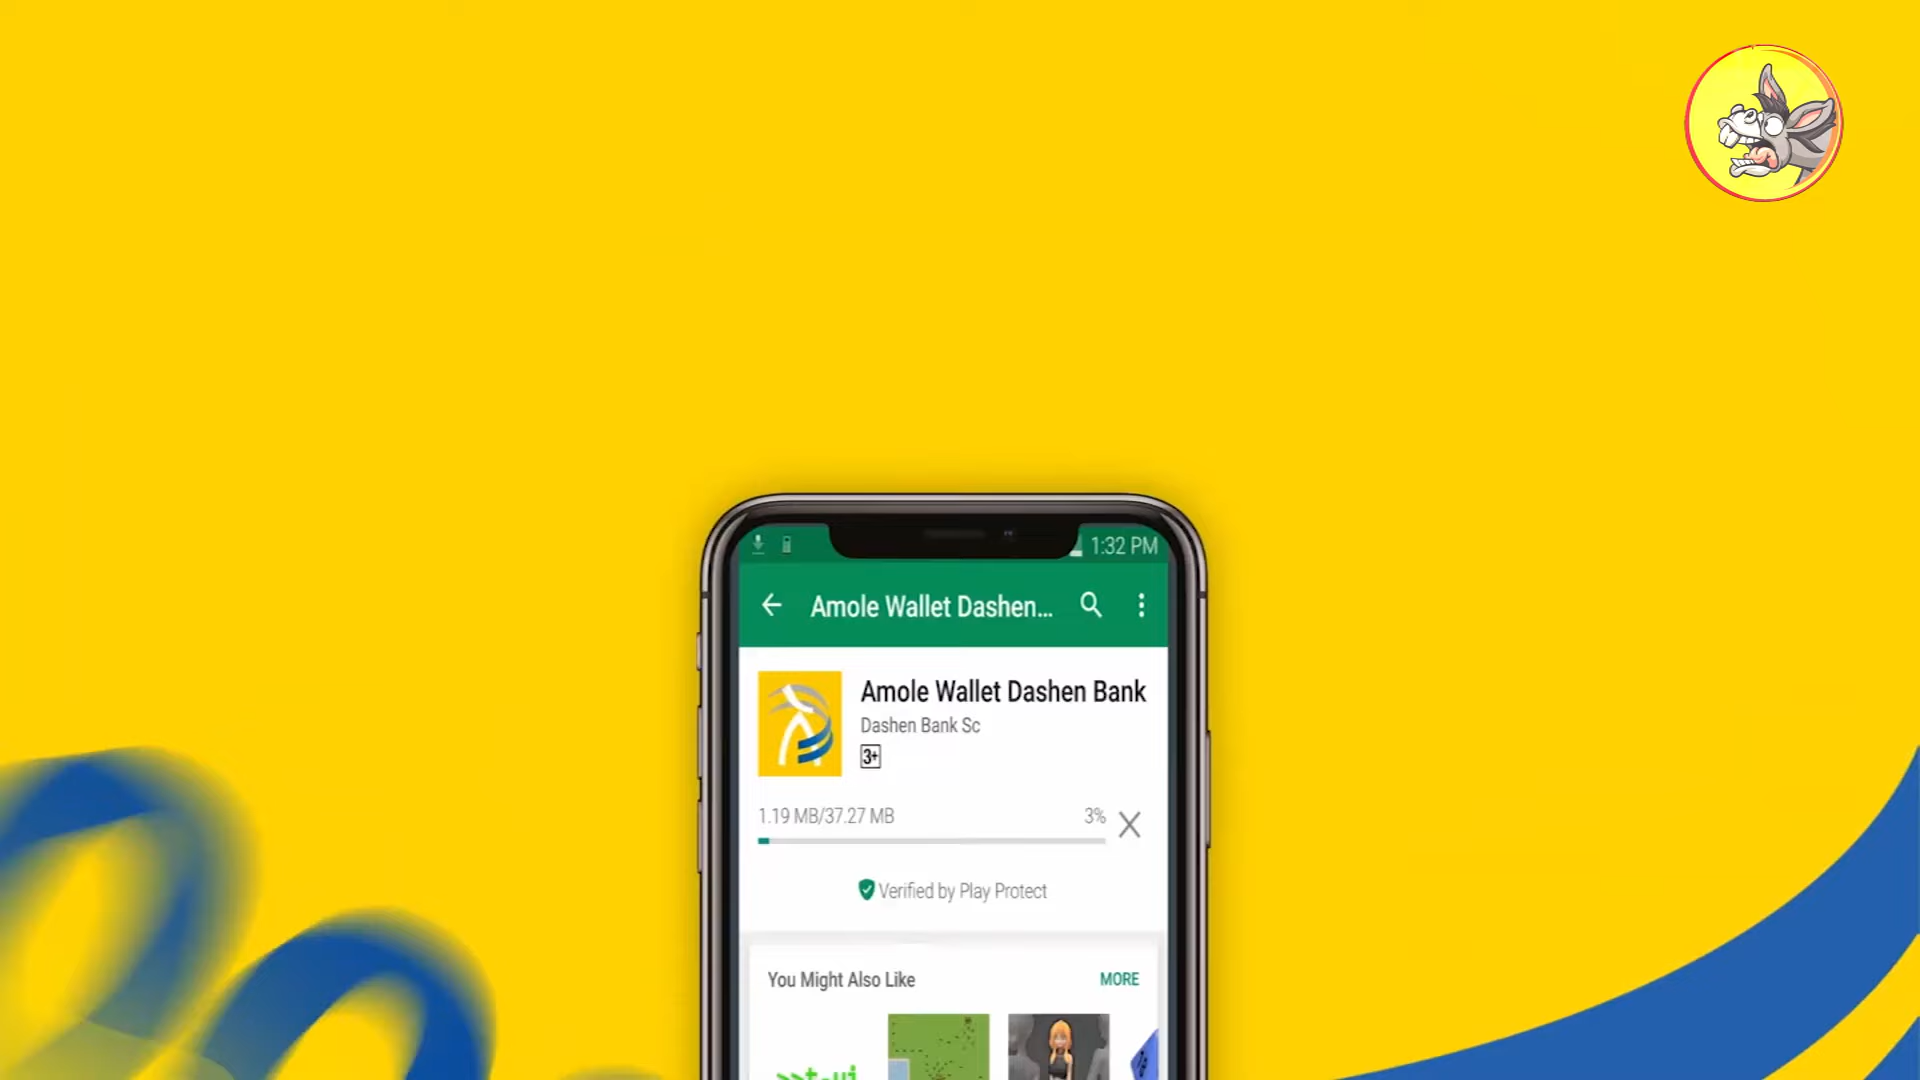 1:32 PM
Amole Wallet Dashen...
Amole Wallet Dashen Bank
Dashen Bank Sc
3+
1.19 MB/37.27 MB 3%
Verified by Play Protect
You Might Also Like MORE